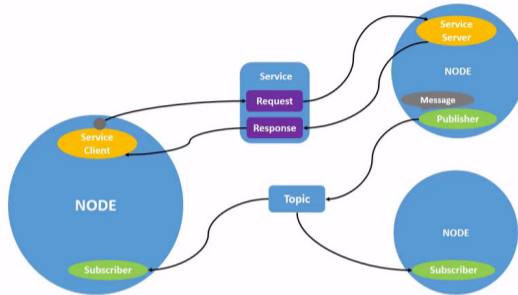 Service
Server
Service
NODE
Request
Message
Response
Publisher
Service
Client
Topic
NODE
NODE
Subscriber
Subscriber